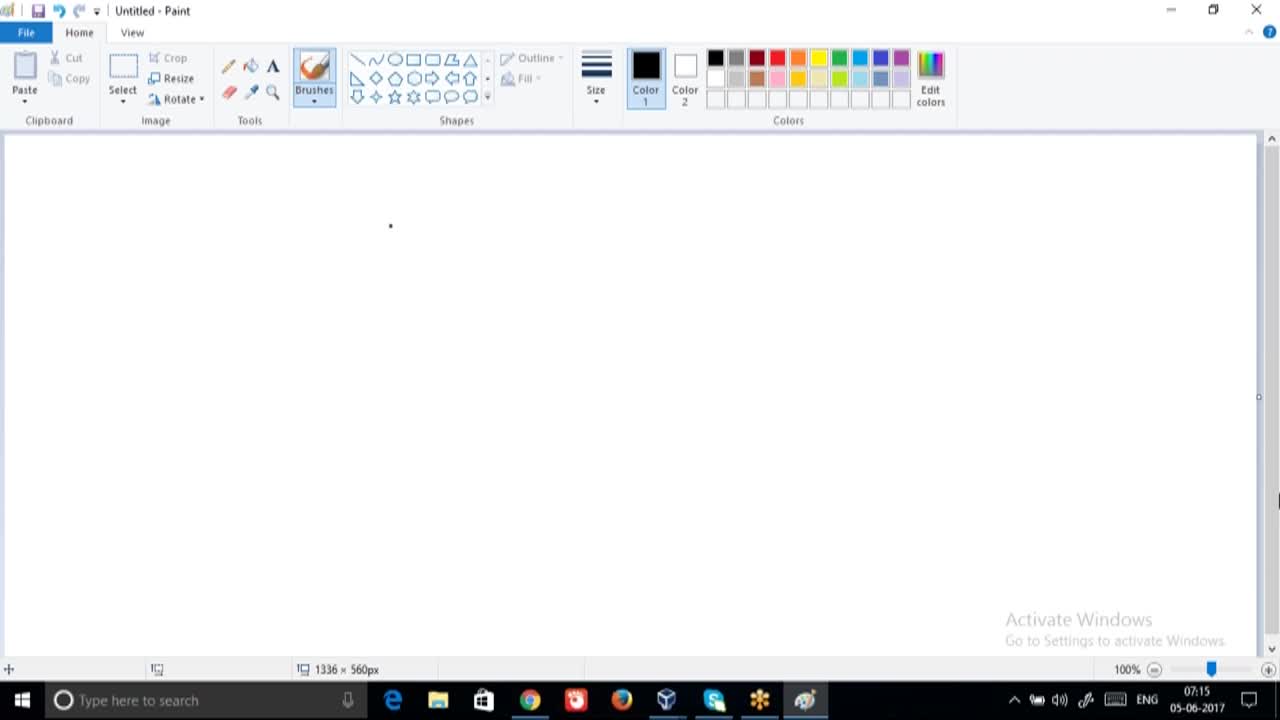 Untitled - Paint
File Home View
Paste
Cut
Copy
Clipboard
Select
Crop
Resize
Rotate
Image
A
Tools
Brushes
Shapes
Outline
Fill
Size
Color 1
Color 2
Edit colors
Colors
Activate Windows
Go to Settings to activate Windows.
1336 × 560px
100%
Type here to search
ENG
07:15
05-06-2017